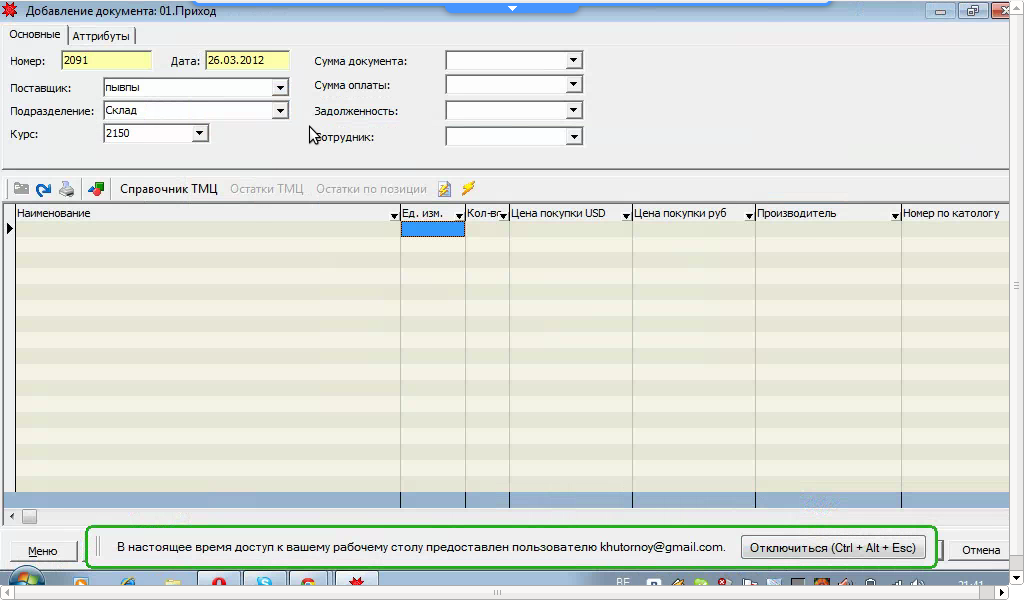 Добавление документа: 01.Приход
Основные Аттрибуты
Номер: 2091 Дата: 26.03.2012 Сумма документа:
Поставщик: пывпы Сумма оплаты:
Подразделение: Склад Задолженность:
Курс: 2150 отрудник:
Справочник ТМЦ Остатки ТМЦ Остатки по позиции
Наименование Ед. изм. Кол-во Цена покупки USD Цена покупки руб Производитель Номер по катологу
Меню В настоящее время доступ к вашему рабочему столу предоставлен пользователю khutornoy@gmail.com. Отключиться (Ctrl + Alt + Esc) Отмена
BE 21:41